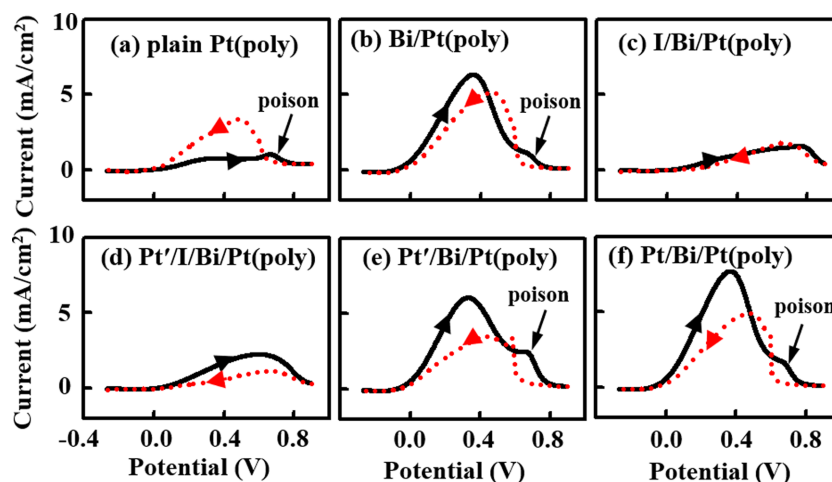 10
5
0
Current (mA/cm²)
(a) plain Pt(poly)
poison
(b) Bi/Pt(poly)
poison
(c) I/Bi/Pt(poly)
10
5
0
Current (mA/cm²)
(d) Pt′/I/Bi/Pt(poly)
(e) Pt′/Bi/Pt(poly)
poison
(f) Pt/Bi/Pt(poly)
poison
-0.4 0.0 0.4 0.8
0.0 0.4 0.8
0.0 0.4 0.8
Potential (V)
Potential (V)
Potential (V)